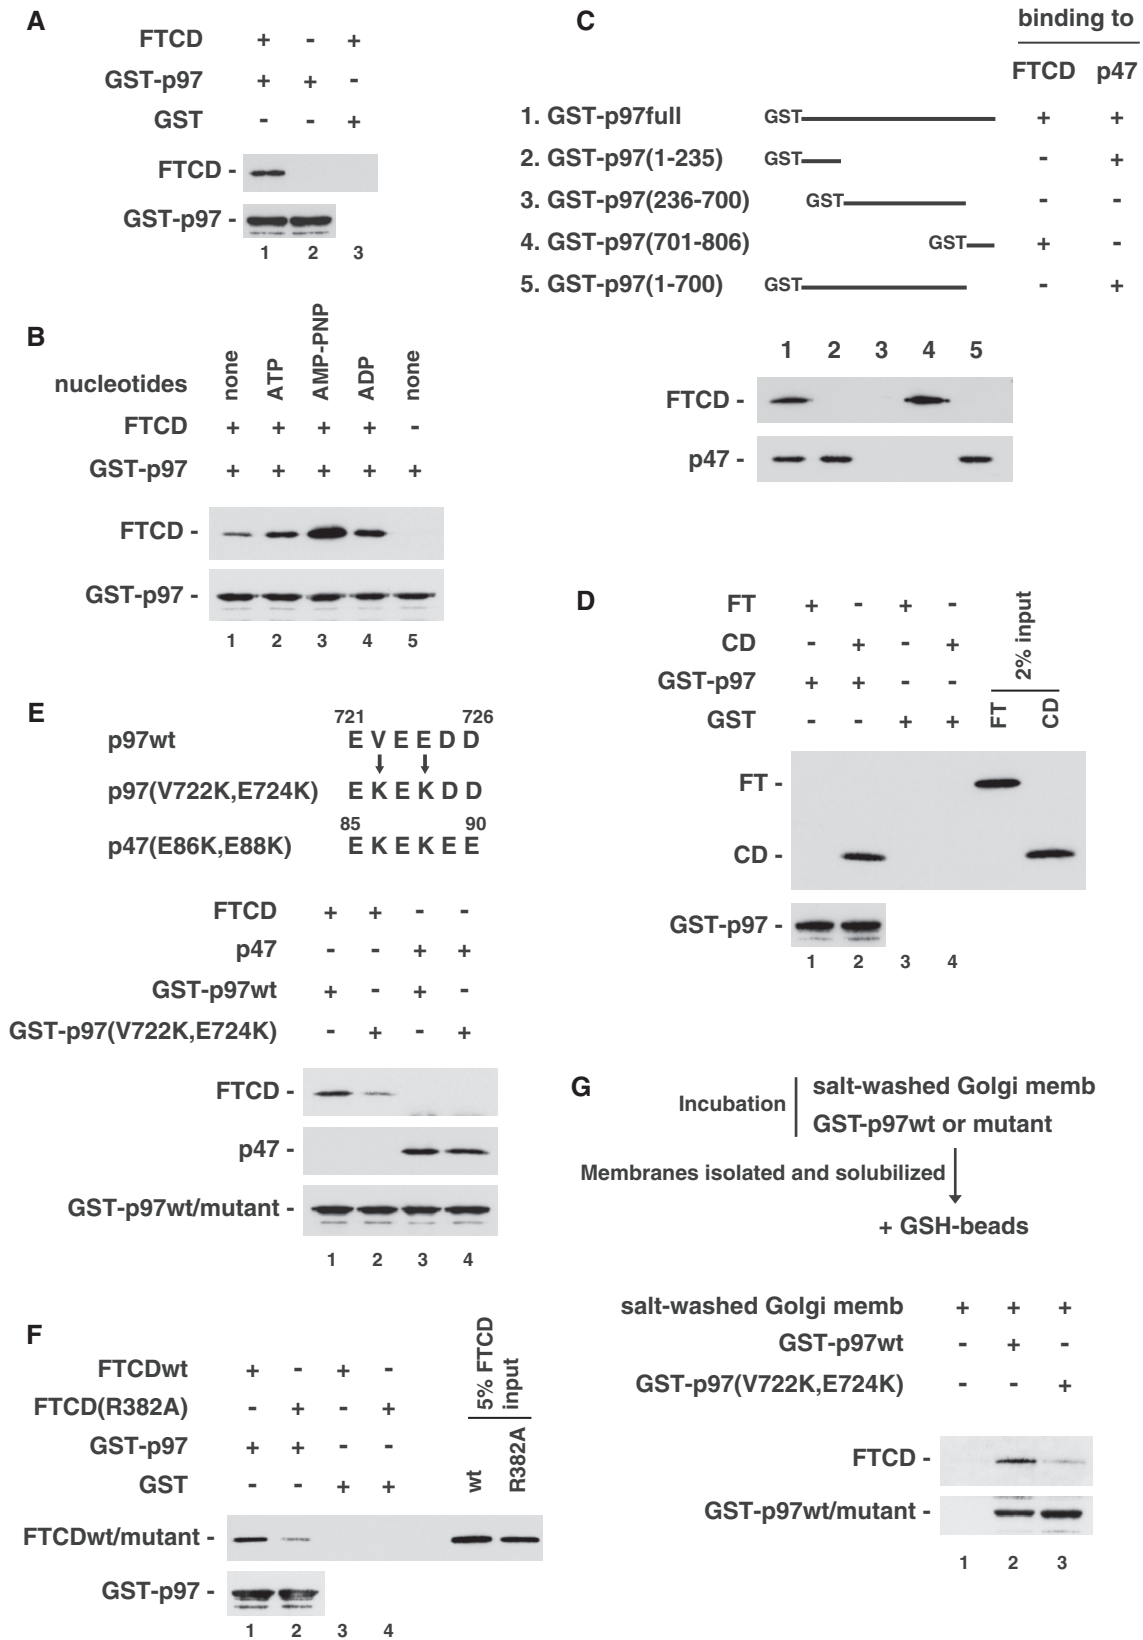 A
FTCD + - +
GST-p97 + + -
GST - - +
FTCD -
GST-p97 -
1 2 3
B
nucleotides none ATP AMP-PNP ADP none
FTCD + + + + -
GST-p97 + + + + +
FTCD -
GST-p97 -
1 2 3 4 5
C
binding to
FTCD p47
1. GST-p97full GST + +
2. GST-p97(1-235) GST - +
3. GST-p97(236-700) GST - -
4. GST-p97(701-806) GST + -
5. GST-p97(1-700) GST - +
1 2 3 4 5
FTCD -
p47 -
D
FT + - + -
CD - + - +
GST-p97 + + - -
GST - - + +
2% input
FT CD
FT -
CD -
GST-p97 -
1 2 3 4
E
721 726
p97wt E V E E D D
p97(V722K,E724K) E K E K D D
85 90
p47(E86K,E88K) E K E K E E
FTCD + + - -
p47 - - + +
GST-p97wt + - + -
GST-p97(V722K,E724K) - + - +
FTCD -
p47 -
GST-p97wt/mutant -
1 2 3 4
F
FTCDwt + - + -
FTCD(R382A) - + - +
GST-p97 + + - -
GST - - + +
5% FTCD
input
wt R382A
FTCDwt/mutant -
GST-p97 -
1 2 3 4
G
Incubation
salt-washed Golgi memb
GST-p97wt or mutant
Membranes isolated and solubilized
+ GSH-beads
salt-washed Golgi memb + + +
GST-p97wt - + -
GST-p97(V722K,E724K) - - +
FTCD -
GST-p97wt/mutant -
1 2 3